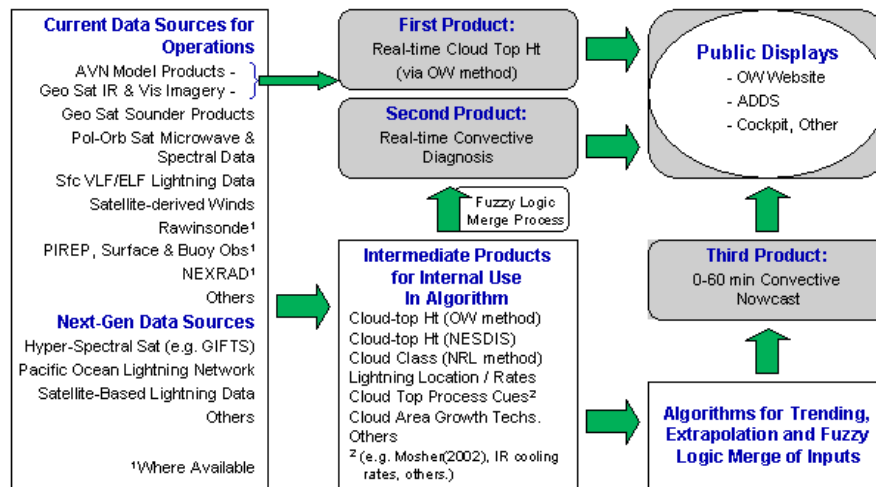 Current Data Sources for
Operations
AVN Model Products -
Geo Sat IR & Vis Imagery -
Geo Sat Sounder Products
Pol-Orb Sat Microwave &
Spectral Data
Sfc VLF/ELF Lightning Data
Satellite-derived Winds
Rawinsonde¹
PIREP, Surface & Buoy Obs¹
NEXRAD¹
Others
Next-Gen Data Sources
Hyper-Spectral Sat (e.g. GIFTS)
Pacific Ocean Lightning Network
Satellite-Based Lightning Data
Others
¹Where Available
First Product:
Real-time Cloud Top Ht
(via OW method)
Second Product:
Real-time Convective
Diagnosis
Fuzzy Logic
Merge Process
Intermediate Products
for Internal Use
In Algorithm
Cloud-top Ht (OW method)
Cloud-top Ht (NESDIS)
Cloud Class (NRL method)
Lightning Location / Rates
Cloud Top Process Cues²
Cloud Area Growth Techs.
Others
² (e.g. Mosher(2002), IR cooling
rates, others.)
Public Displays
- OW Website
- ADDS
- Cockpit, Other
Third Product:
0-60 min Convective
Nowcast
Algorithms for Trending,
Extrapolation and Fuzzy
Logic Merge of Inputs